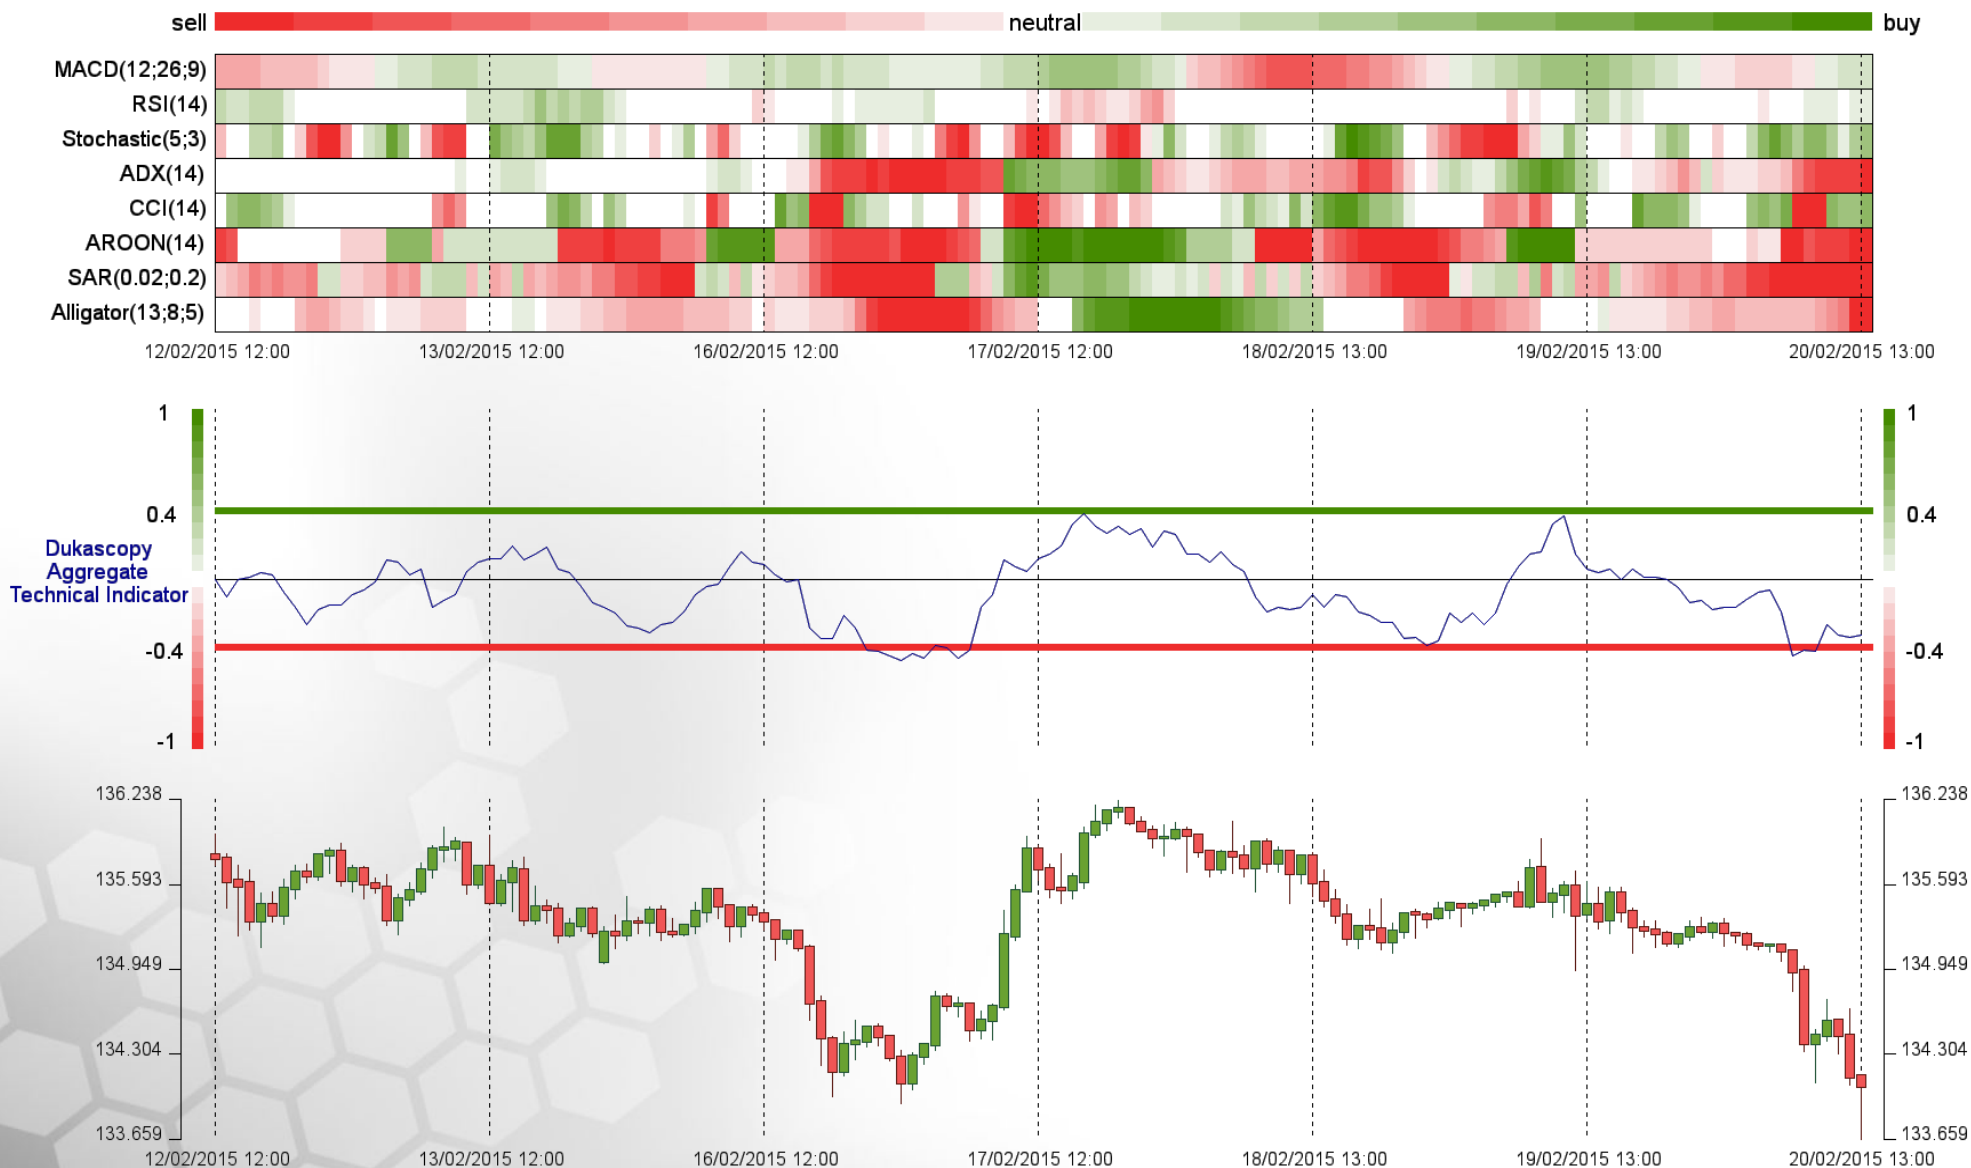 sell neutral buy
MACD(12;26;9)
RSI(14)
Stochastic(5;3)
ADX(14)
CCI(14)
AROON(14)
SAR(0.02;0.2)
Alligator(13;8;5)
12/02/2015 12:00 13/02/2015 12:00 16/02/2015 12:00 17/02/2015 12:00 18/02/2015 13:00 19/02/2015 13:00 20/02/2015 13:00
1 1
0.4 0.4
Dukascopy
Aggregate
Technical Indicator
-0.4 -0.4
-1 -1
136.238 136.238
135.593 135.593
134.949 134.949
134.304 134.304
133.659 133.659
12/02/2015 12:00 13/02/2015 12:00 16/02/2015 12:00 17/02/2015 12:00 18/02/2015 13:00 19/02/2015 13:00 20/02/2015 13:00